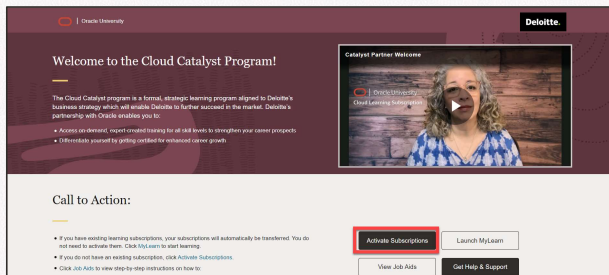 Oracle University
Deloitte.
Welcome to the Cloud Catalyst Program!
The Cloud Catalyst program is a formal, strategic learning program aligned to Deloitte's
business strategy which will enable Deloitte to further succeed in the market. Deloitte's
partnership with Oracle enables you to:
• Access on-demand, expert-created training for all skill levels to strengthen your career prospects
• Differentiate yourself by getting certified for enhanced career growth
Catalyst Partner Welcome
Oracle University
Cloud Learning Subscription
Call to Action:
• If you have existing learning subscriptions, your subscriptions will automatically be transferred. You do
not need to activate them. Click MyLearn to start learning.
• If you do not have an existing subscription, click Activate Subscriptions.
• Click Job Aids to view step-by-step instructions on how to:
Activate Subscriptions
Launch MyLearn
View Job Aids
Get Help & Support